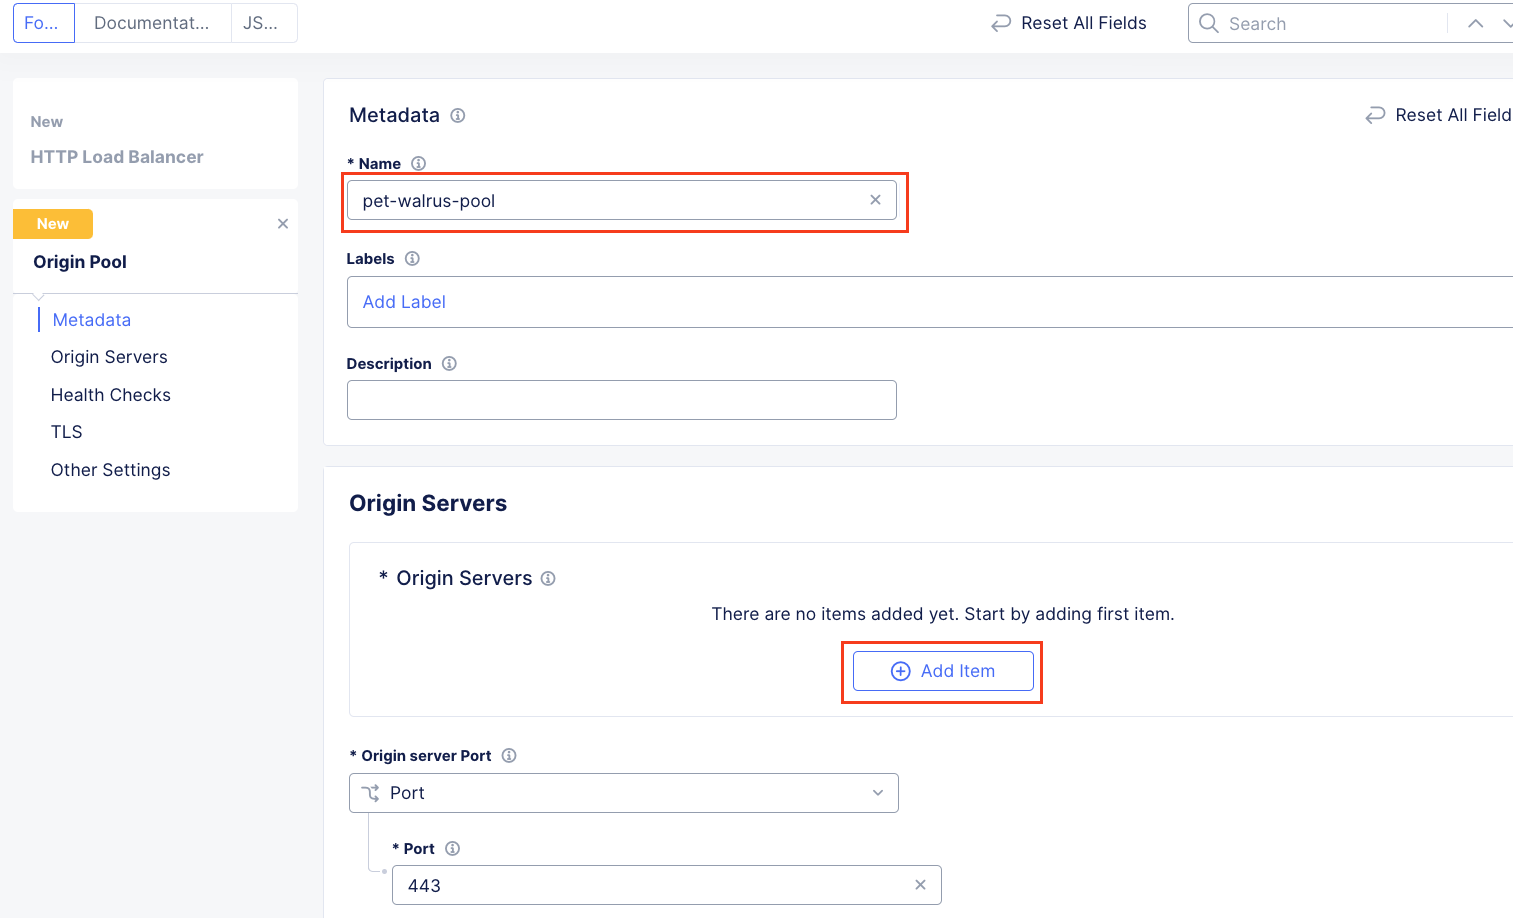 Fo...
Documentat...
JS...
Reset All Fields
Search
New
HTTP Load Balancer
New
Origin Pool
Metadata
Origin Servers
Health Checks
TLS
Other Settings
Metadata
Reset All Field
* Name
pet-walrus-pool
Labels
Add Label
Description
Origin Servers
* Origin Servers
There are no items added yet. Start by adding first item.
Add Item
* Origin server Port
Port
* Port
443